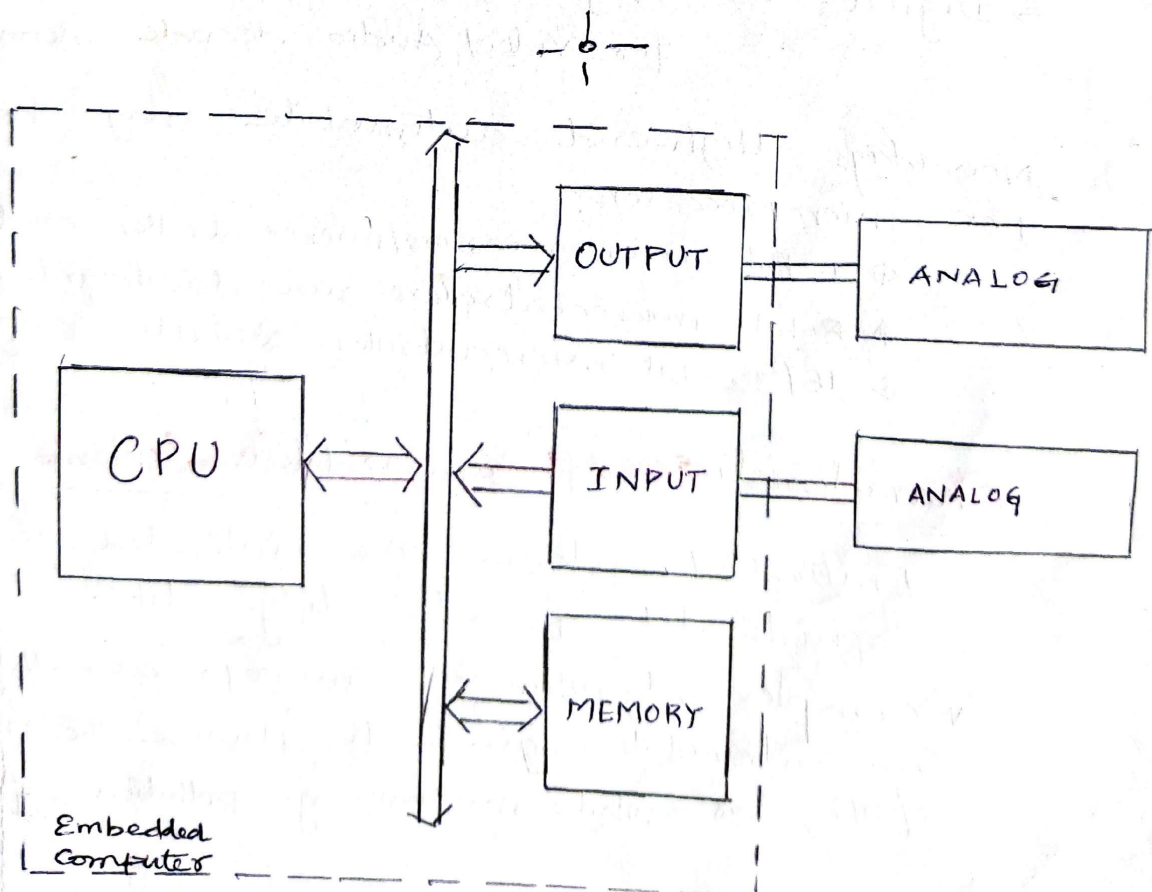 OUTPUT
ANALOG
CPU
INPUT
ANALOG
MEMORY
Embedded
Computer